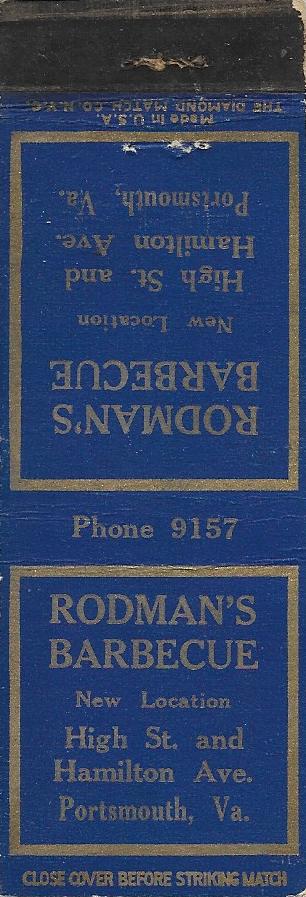 Made in U.S.A.
THE DIAMOND MATCH CO. N.Y.C.
RODMAN'S
BARBECUE
New Location
High St. and
Hamilton Ave.
Portsmouth, Va.
Phone 9157
RODMAN'S
BARBECUE
New Location
High St. and
Hamilton Ave.
Portsmouth, Va.
CLOSE COVER BEFORE STRIKING MATCH